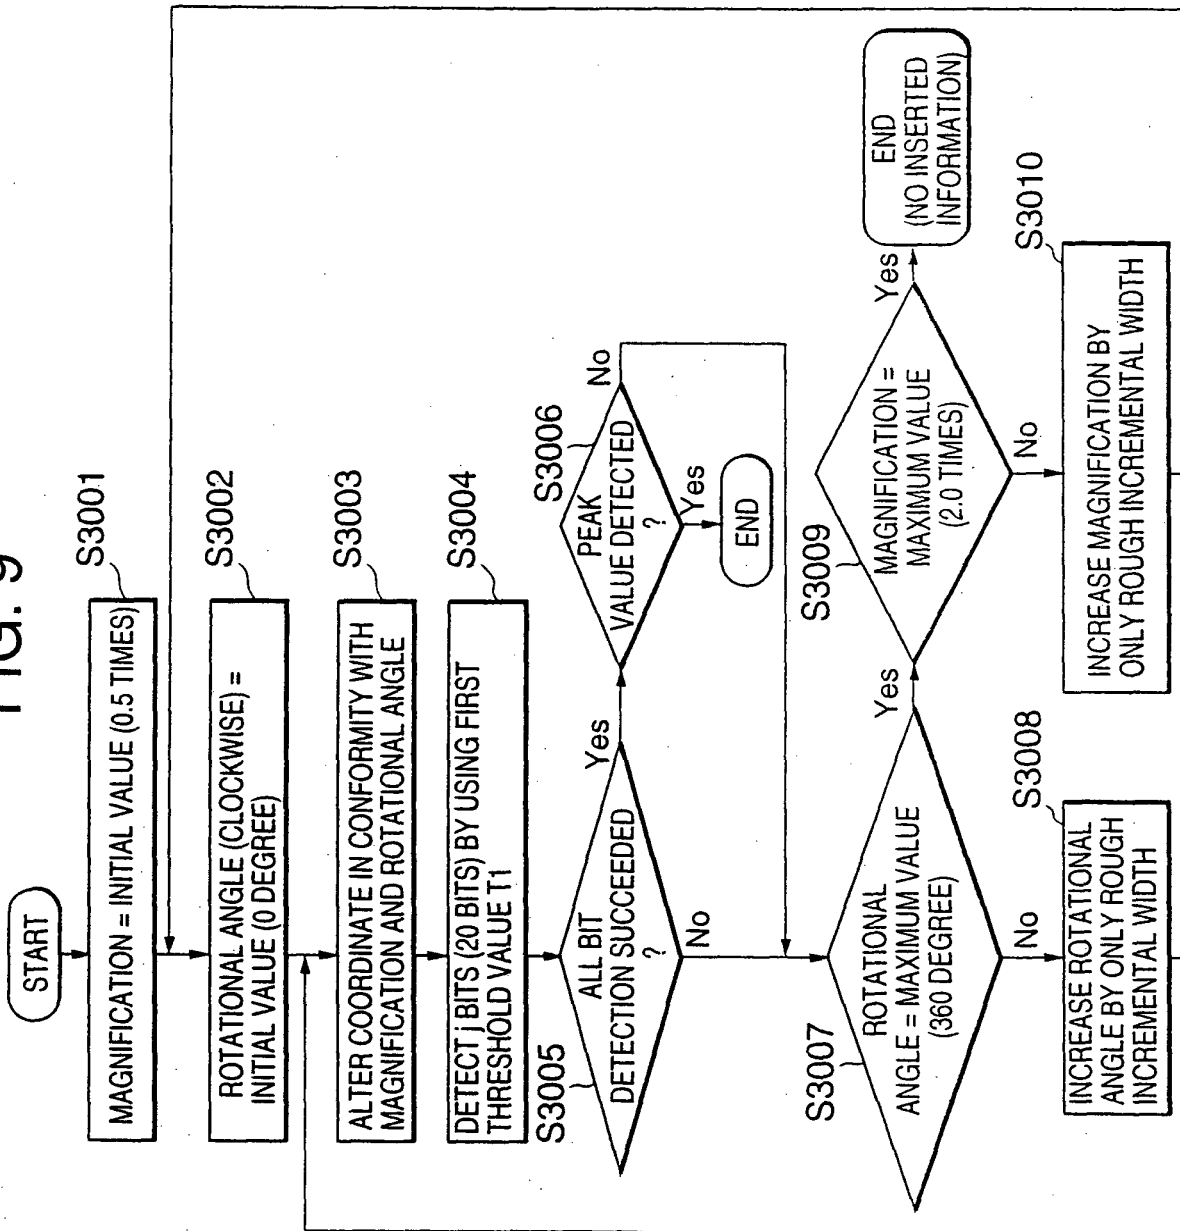 FIG. 9
START
S3001
MAGNIFICATION = INITIAL VALUE (0.5 TIMES)
S3002
ROTATIONAL ANGLE (CLOCKWISE) =
INITIAL VALUE (0 DEGREE)
S3003
ALTER COORDINATE IN CONFORMITY WITH
MAGNIFICATION AND ROTATIONAL ANGLE
S3004
DETECT j BITS (20 BITS) BY USING FIRST
THRESHOLD VALUE T1
S3005
ALL BIT
DETECTION SUCCEEDED
?
Yes
No
S3006
PEAK
VALUE DETECTED
?
No
Yes
END
S3007
ROTATIONAL
ANGLE = MAXIMUM VALUE
(360 DEGREE)
Yes
No
S3008
INCREASE ROTATIONAL
ANGLE BY ONLY ROUGH
INCREMENTAL WIDTH
S3009
MAGNIFICATION =
MAXIMUM VALUE
(2.0 TIMES)
Yes
No
END
(NO INSERTED
INFORMATION)
S3010
INCREASE MAGNIFICATION BY
ONLY ROUGH INCREMENTAL WIDTH